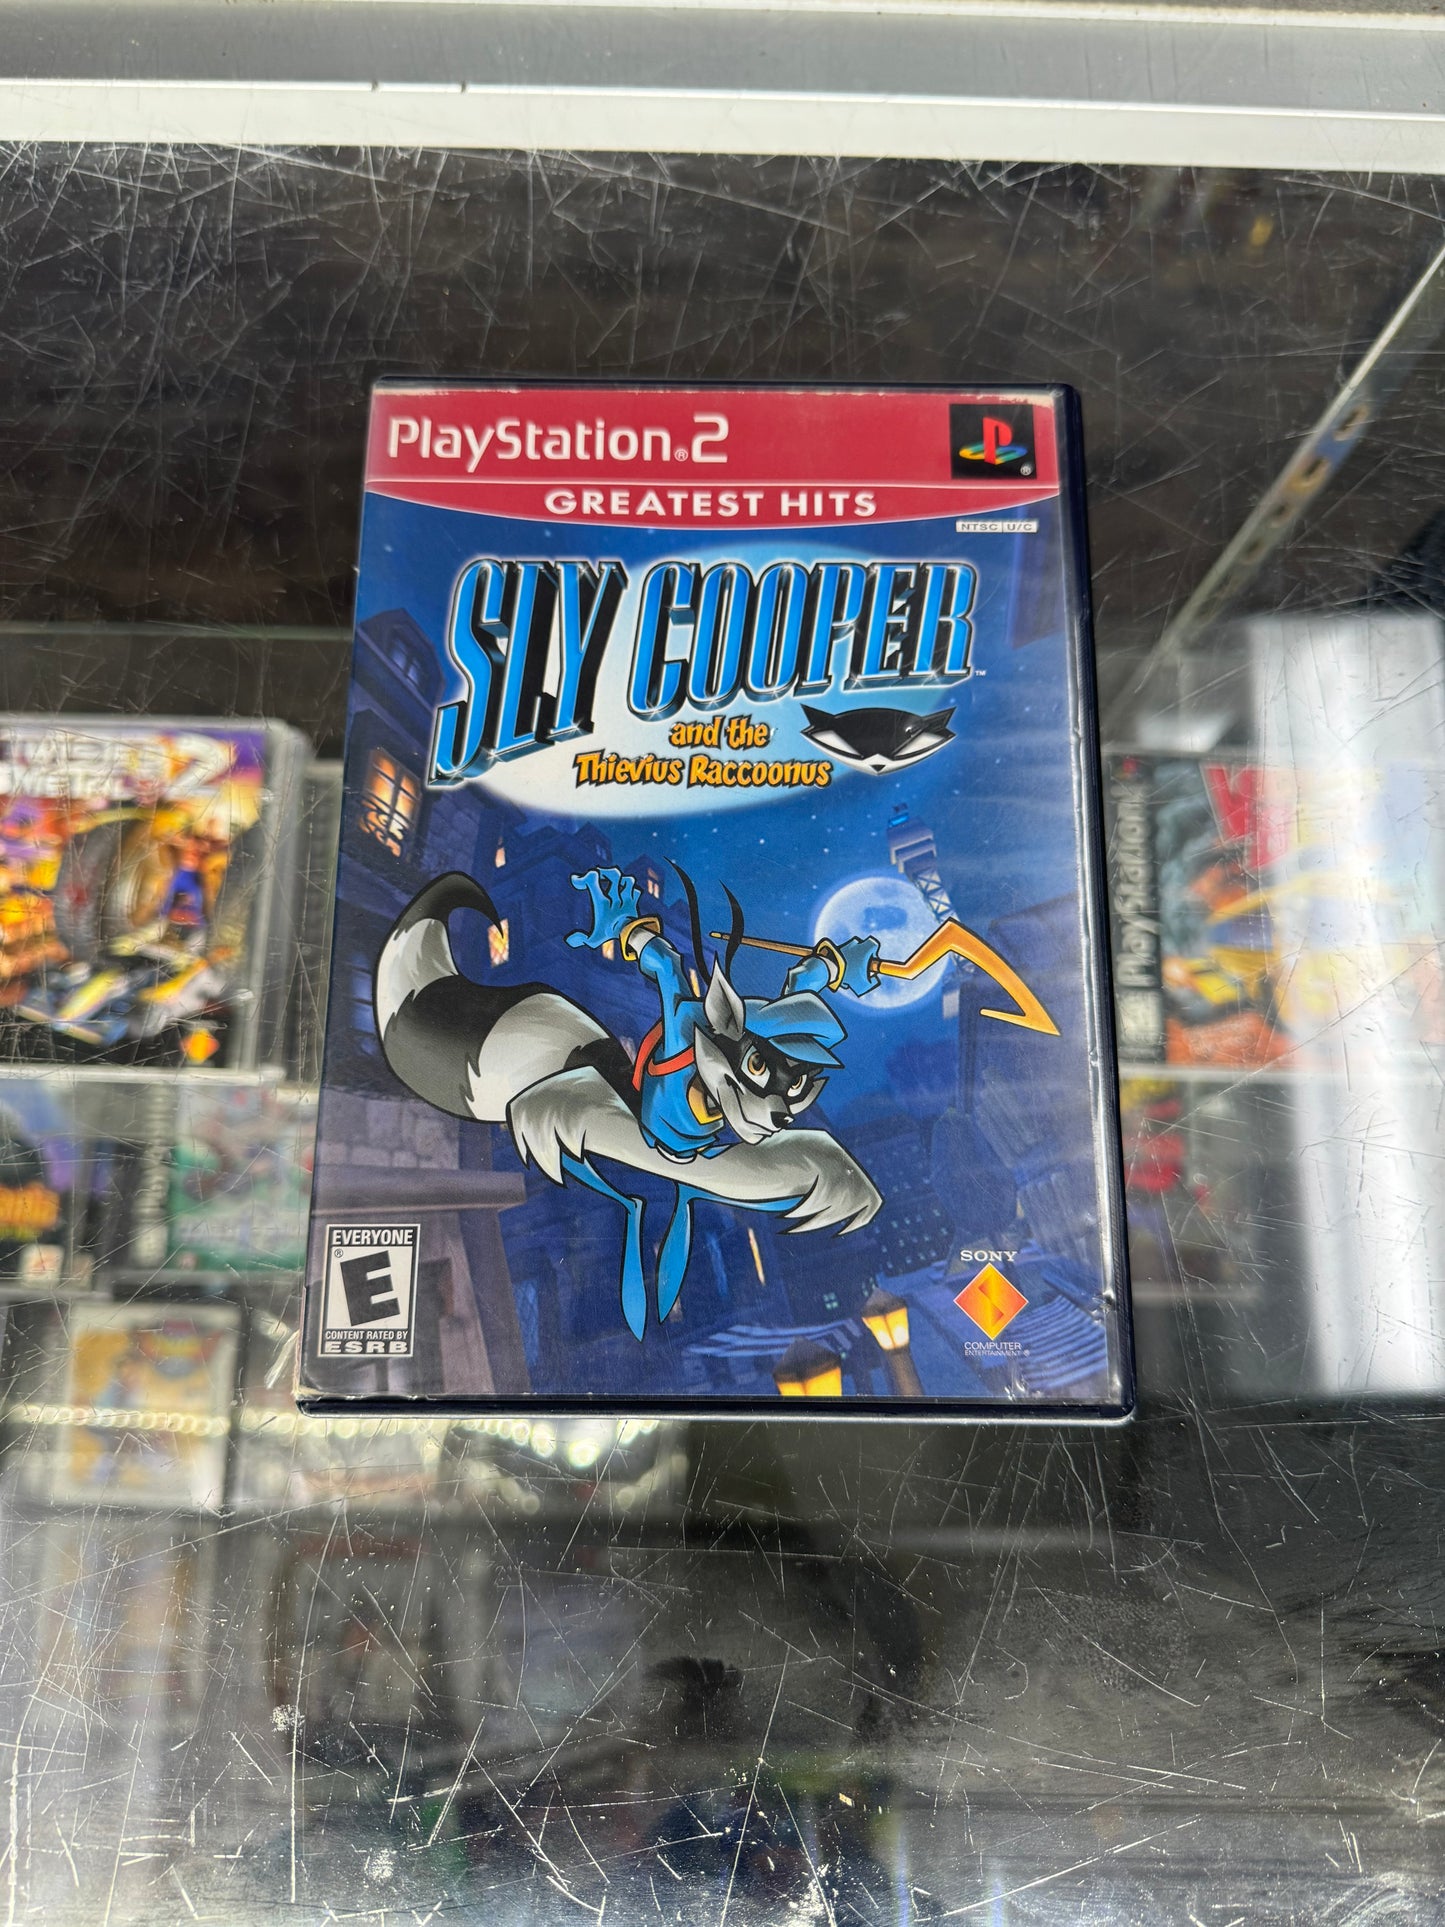 PlayStation®2
GREATEST HITS
NTSC U/C
SLY COOPER™
and the
Thievius Raccoonus
EVERYONE
E
®
CONTENT RATED BY
ESRB
SONY
COMPUTER
ENTERTAINMENT®
PlayStation